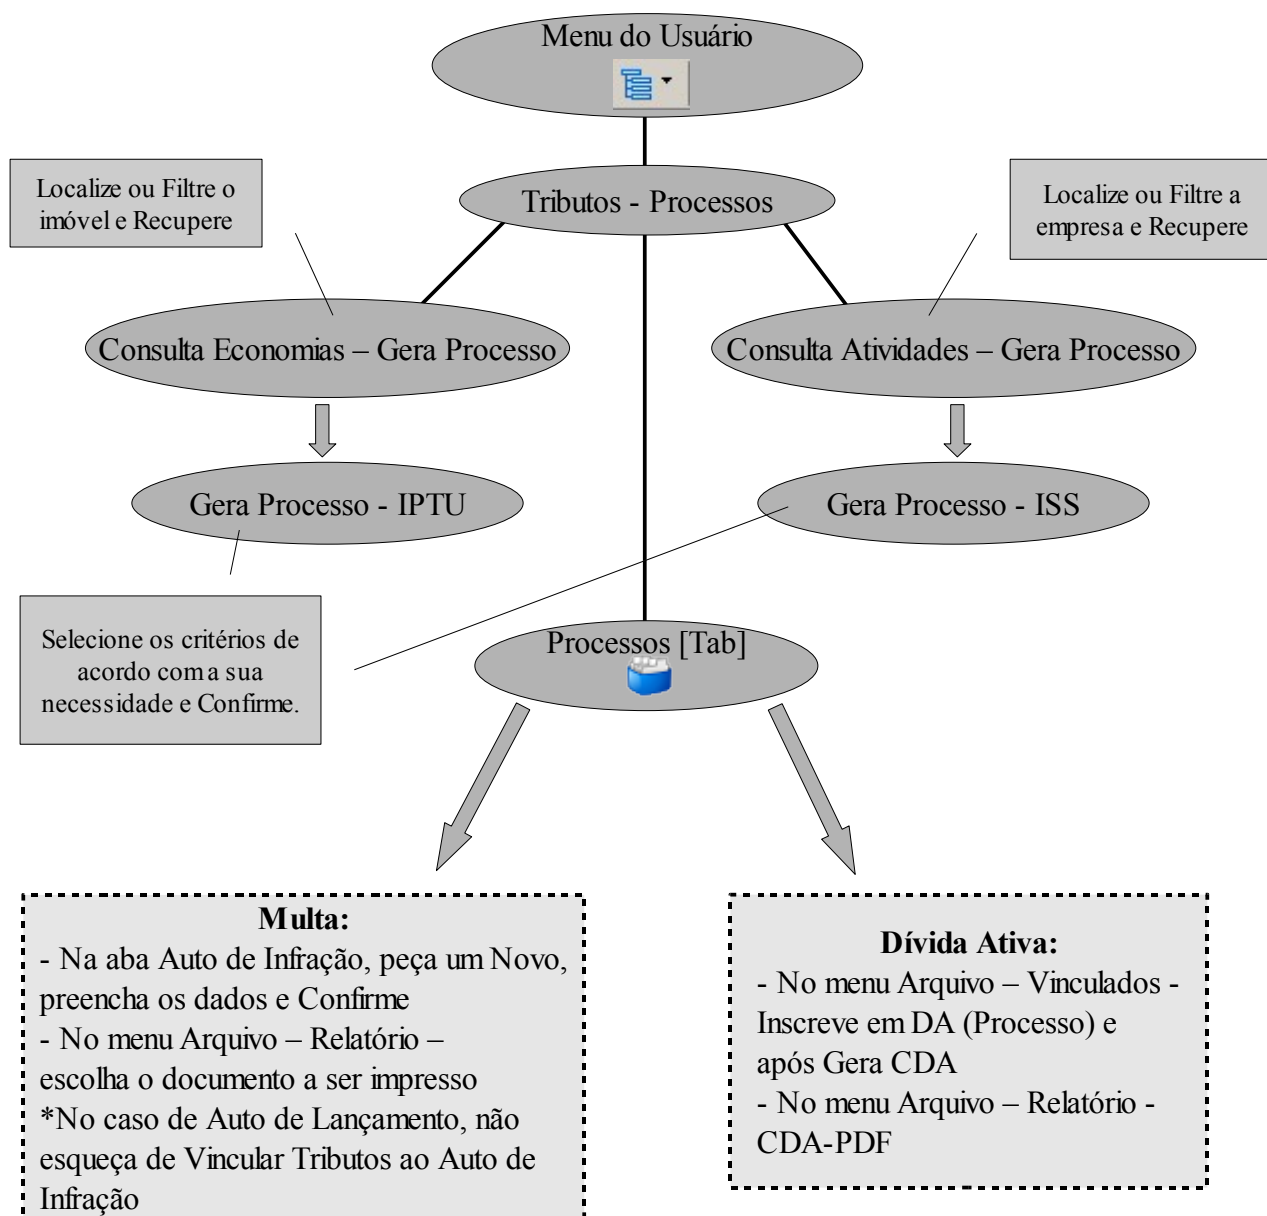 Menu do Usuário
Tributos - Processos
Localize ou Filtre o
imóvel e Recupere
Localize ou Filtre a
empresa e Recupere
Consulta Economias – Gera Processo
Consulta Atividades – Gera Processo
Gera Processo - IPTU
Gera Processo - ISS
Selecione os critérios de
acordo com a sua
necessidade e Confirme.
Processos [Tab]
Multa:
- Na aba Auto de Infração, peça um Novo,
preencha os dados e Confirme
- No menu Arquivo – Relatório –
escolha o documento a ser impresso
*No caso de Auto de Lançamento, não
esqueça de Vincular Tributos ao Auto de
Infração
Dívida Ativa:
- No menu Arquivo – Vinculados -
Inscreve em DA (Processo) e
após Gera CDA
- No menu Arquivo – Relatório -
CDA-PDF